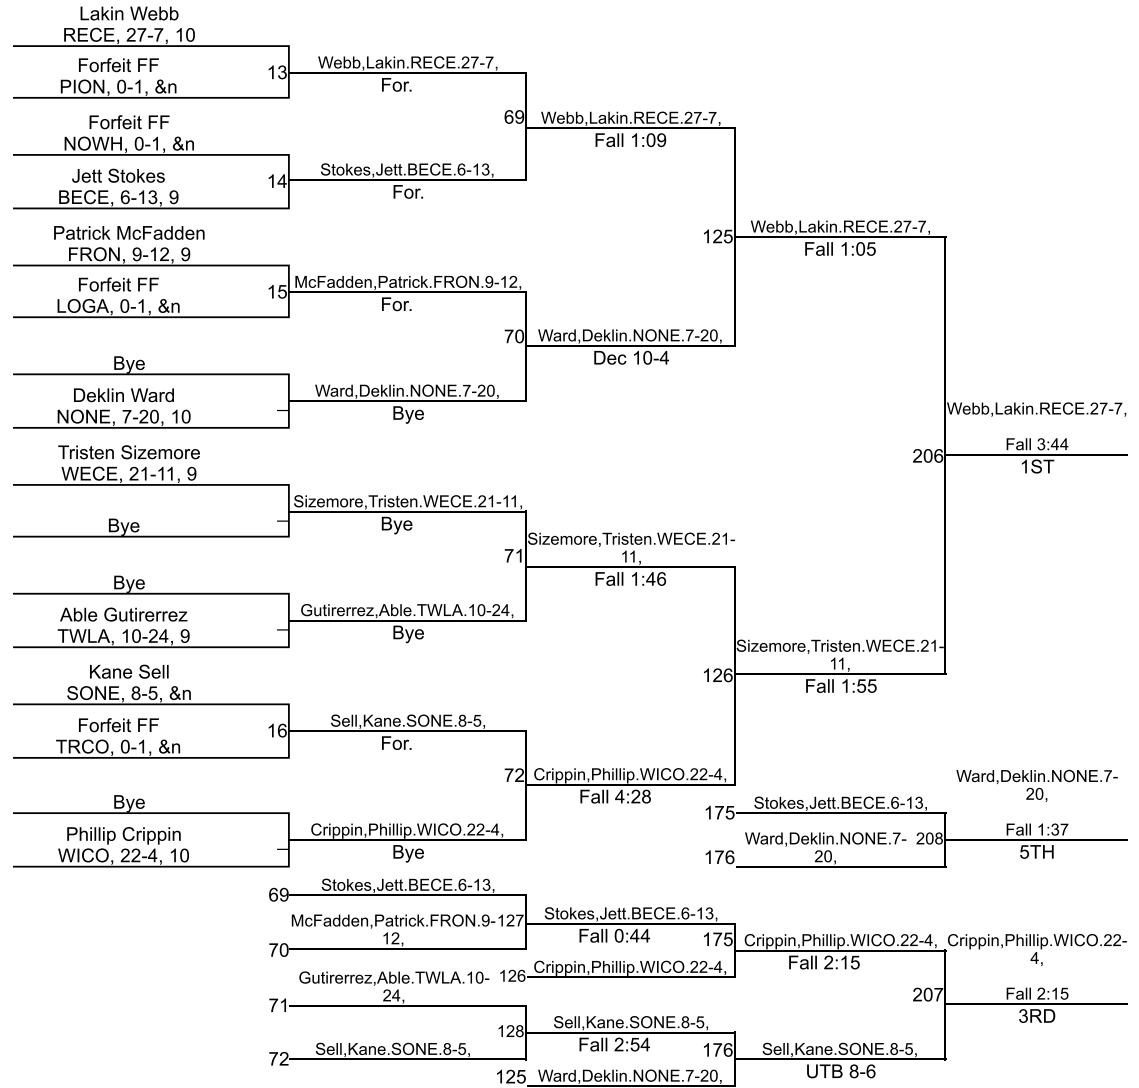 Lakin Webb
RECE, 27-7, 10
Forfeit FF
PION, 0-1, &n
13
Webb,Lakin.RECE.27-7,
For.
Forfeit FF
NOWH, 0-1, &n
Jett Stokes
BECE, 6-13, 9
14
Stokes,Jett.BECE.6-13,
For.
69
Webb,Lakin.RECE.27-7,
Fall 1:09
Patrick McFadden
FRON, 9-12, 9
Forfeit FF
LOGA, 0-1, &n
15
McFadden,Patrick.FRON.9-12,
For.
Bye
Deklin Ward
NONE, 7-20, 10
Ward,Deklin.NONE.7-20,
Bye
70
Ward,Deklin.NONE.7-20,
Dec 10-4
125
Webb,Lakin.RECE.27-7,
Fall 1:05
Tristen Sizemore
WECE, 21-11, 9
Bye
Sizemore,Tristen.WECE.21-11,
Bye
Bye
Able Gutirerrez
TWLA, 10-24, 9
Gutirerrez,Able.TWLA.10-24,
Bye
71
Sizemore,Tristen.WECE.21-
11,
Fall 1:46
Kane Sell
SONE, 8-5, &n
Forfeit FF
TRCO, 0-1, &n
16
Sell,Kane.SONE.8-5,
For.
Bye
Phillip Crippin
WICO, 22-4, 10
Crippin,Phillip.WICO.22-4,
Bye
72
Crippin,Phillip.WICO.22-4,
Fall 4:28
126
Sizemore,Tristen.WECE.21-
11,
Fall 1:55
206
Webb,Lakin.RECE.27-7,
Fall 3:44
1ST
175
Stokes,Jett.BECE.6-13,
176
Ward,Deklin.NONE.7-
20,
208
Ward,Deklin.NONE.7-
20,
Fall 1:37
5TH
69
Stokes,Jett.BECE.6-13,
70
McFadden,Patrick.FRON.9-
12,
127
Stokes,Jett.BECE.6-13,
Fall 0:44
126
Crippin,Phillip.WICO.22-4,
175
Crippin,Phillip.WICO.22-4,
Fall 2:15
71
Gutirerrez,Able.TWLA.10-
24,
72
Sell,Kane.SONE.8-5,
128
Sell,Kane.SONE.8-5,
Fall 2:54
125
Ward,Deklin.NONE.7-20,
176
Sell,Kane.SONE.8-5,
UTB 8-6
207
Crippin,Phillip.WICO.22-
4,
Fall 2:15
3RD